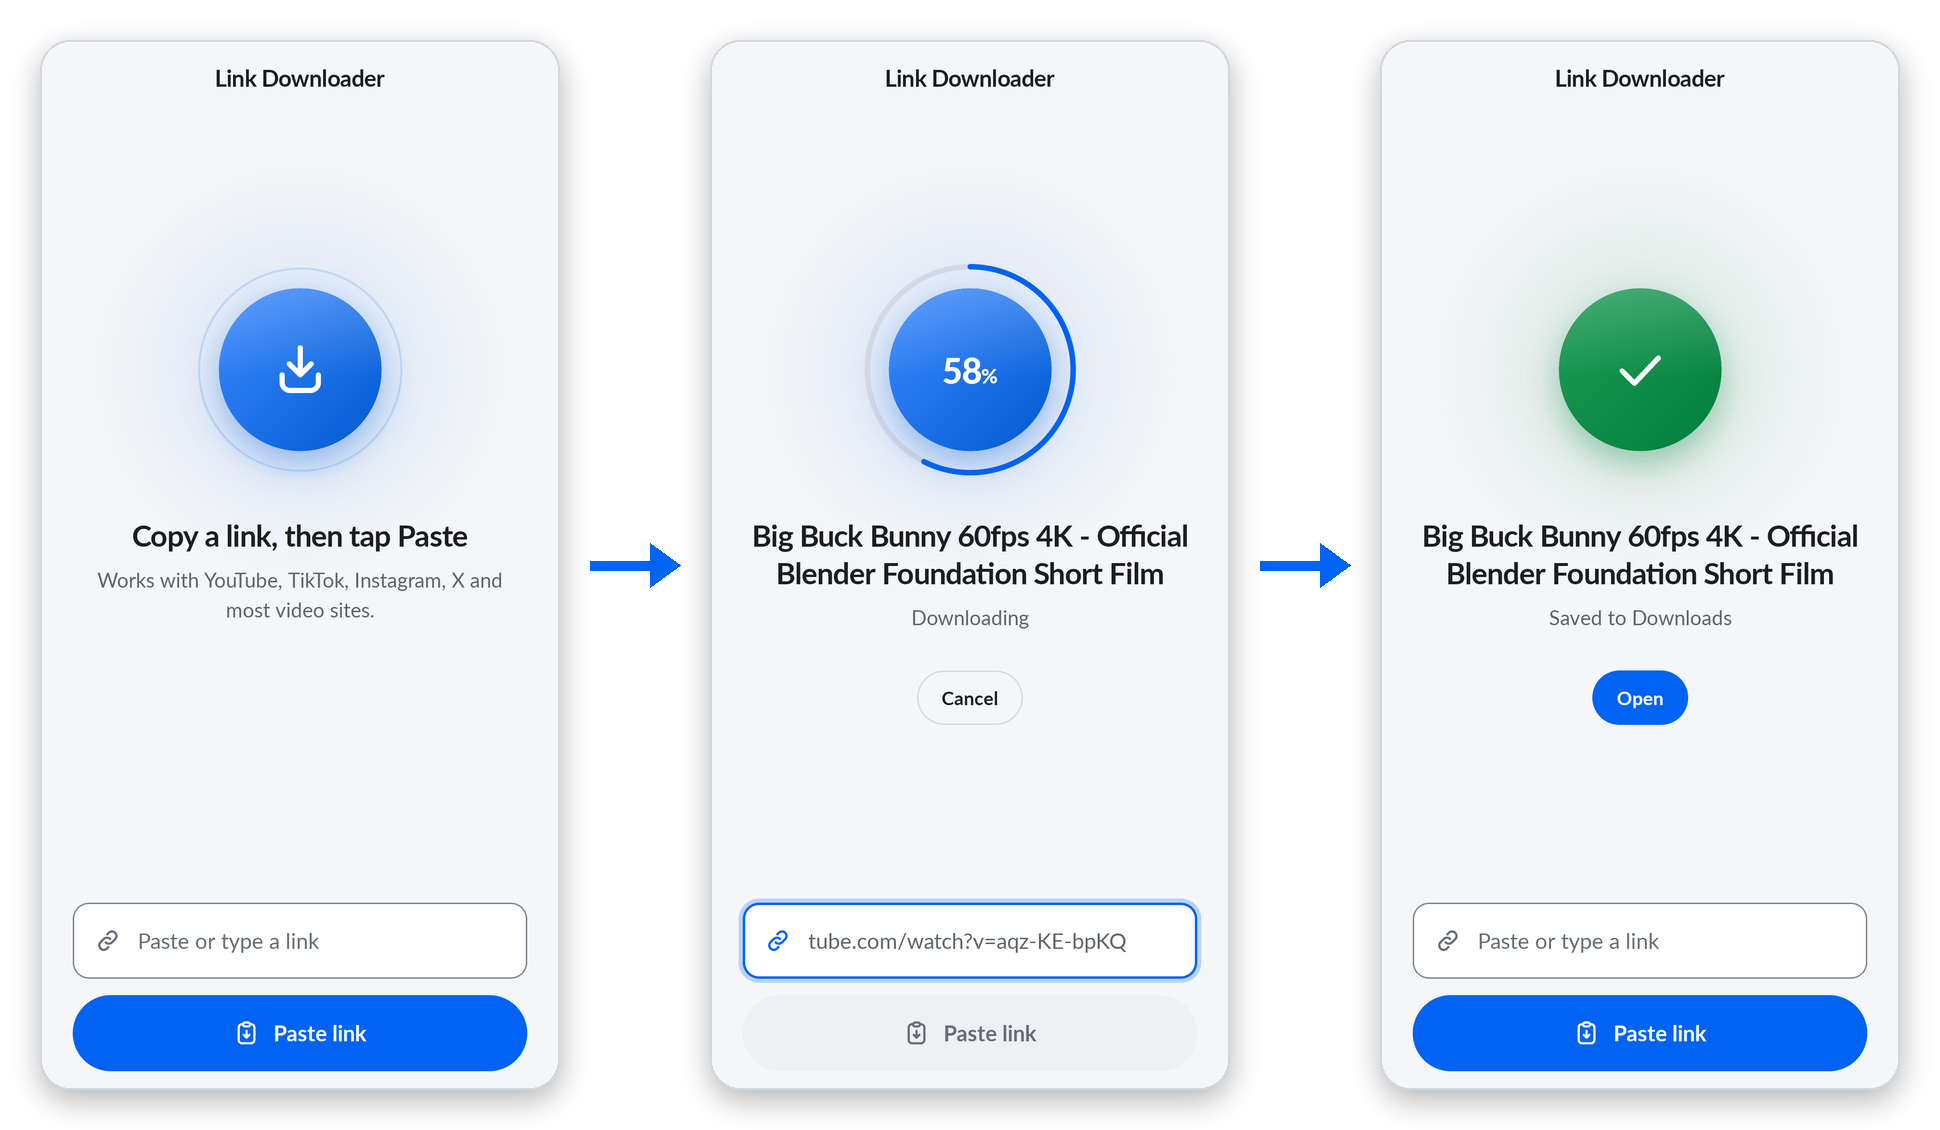 Link Downloader
Copy a link, then tap Paste
Works with YouTube, TikTok, Instagram, X and
most video sites.
Paste or type a link
Paste link
Link Downloader
58%
Big Buck Bunny 60fps 4K - Official
Blender Foundation Short Film
Downloading
Cancel
tube.com/watch?v=aqz-KE-bpKQ
Paste link
Link Downloader
Big Buck Bunny 60fps 4K - Official
Blender Foundation Short Film
Saved to Downloads
Open
Paste or type a link
Paste link